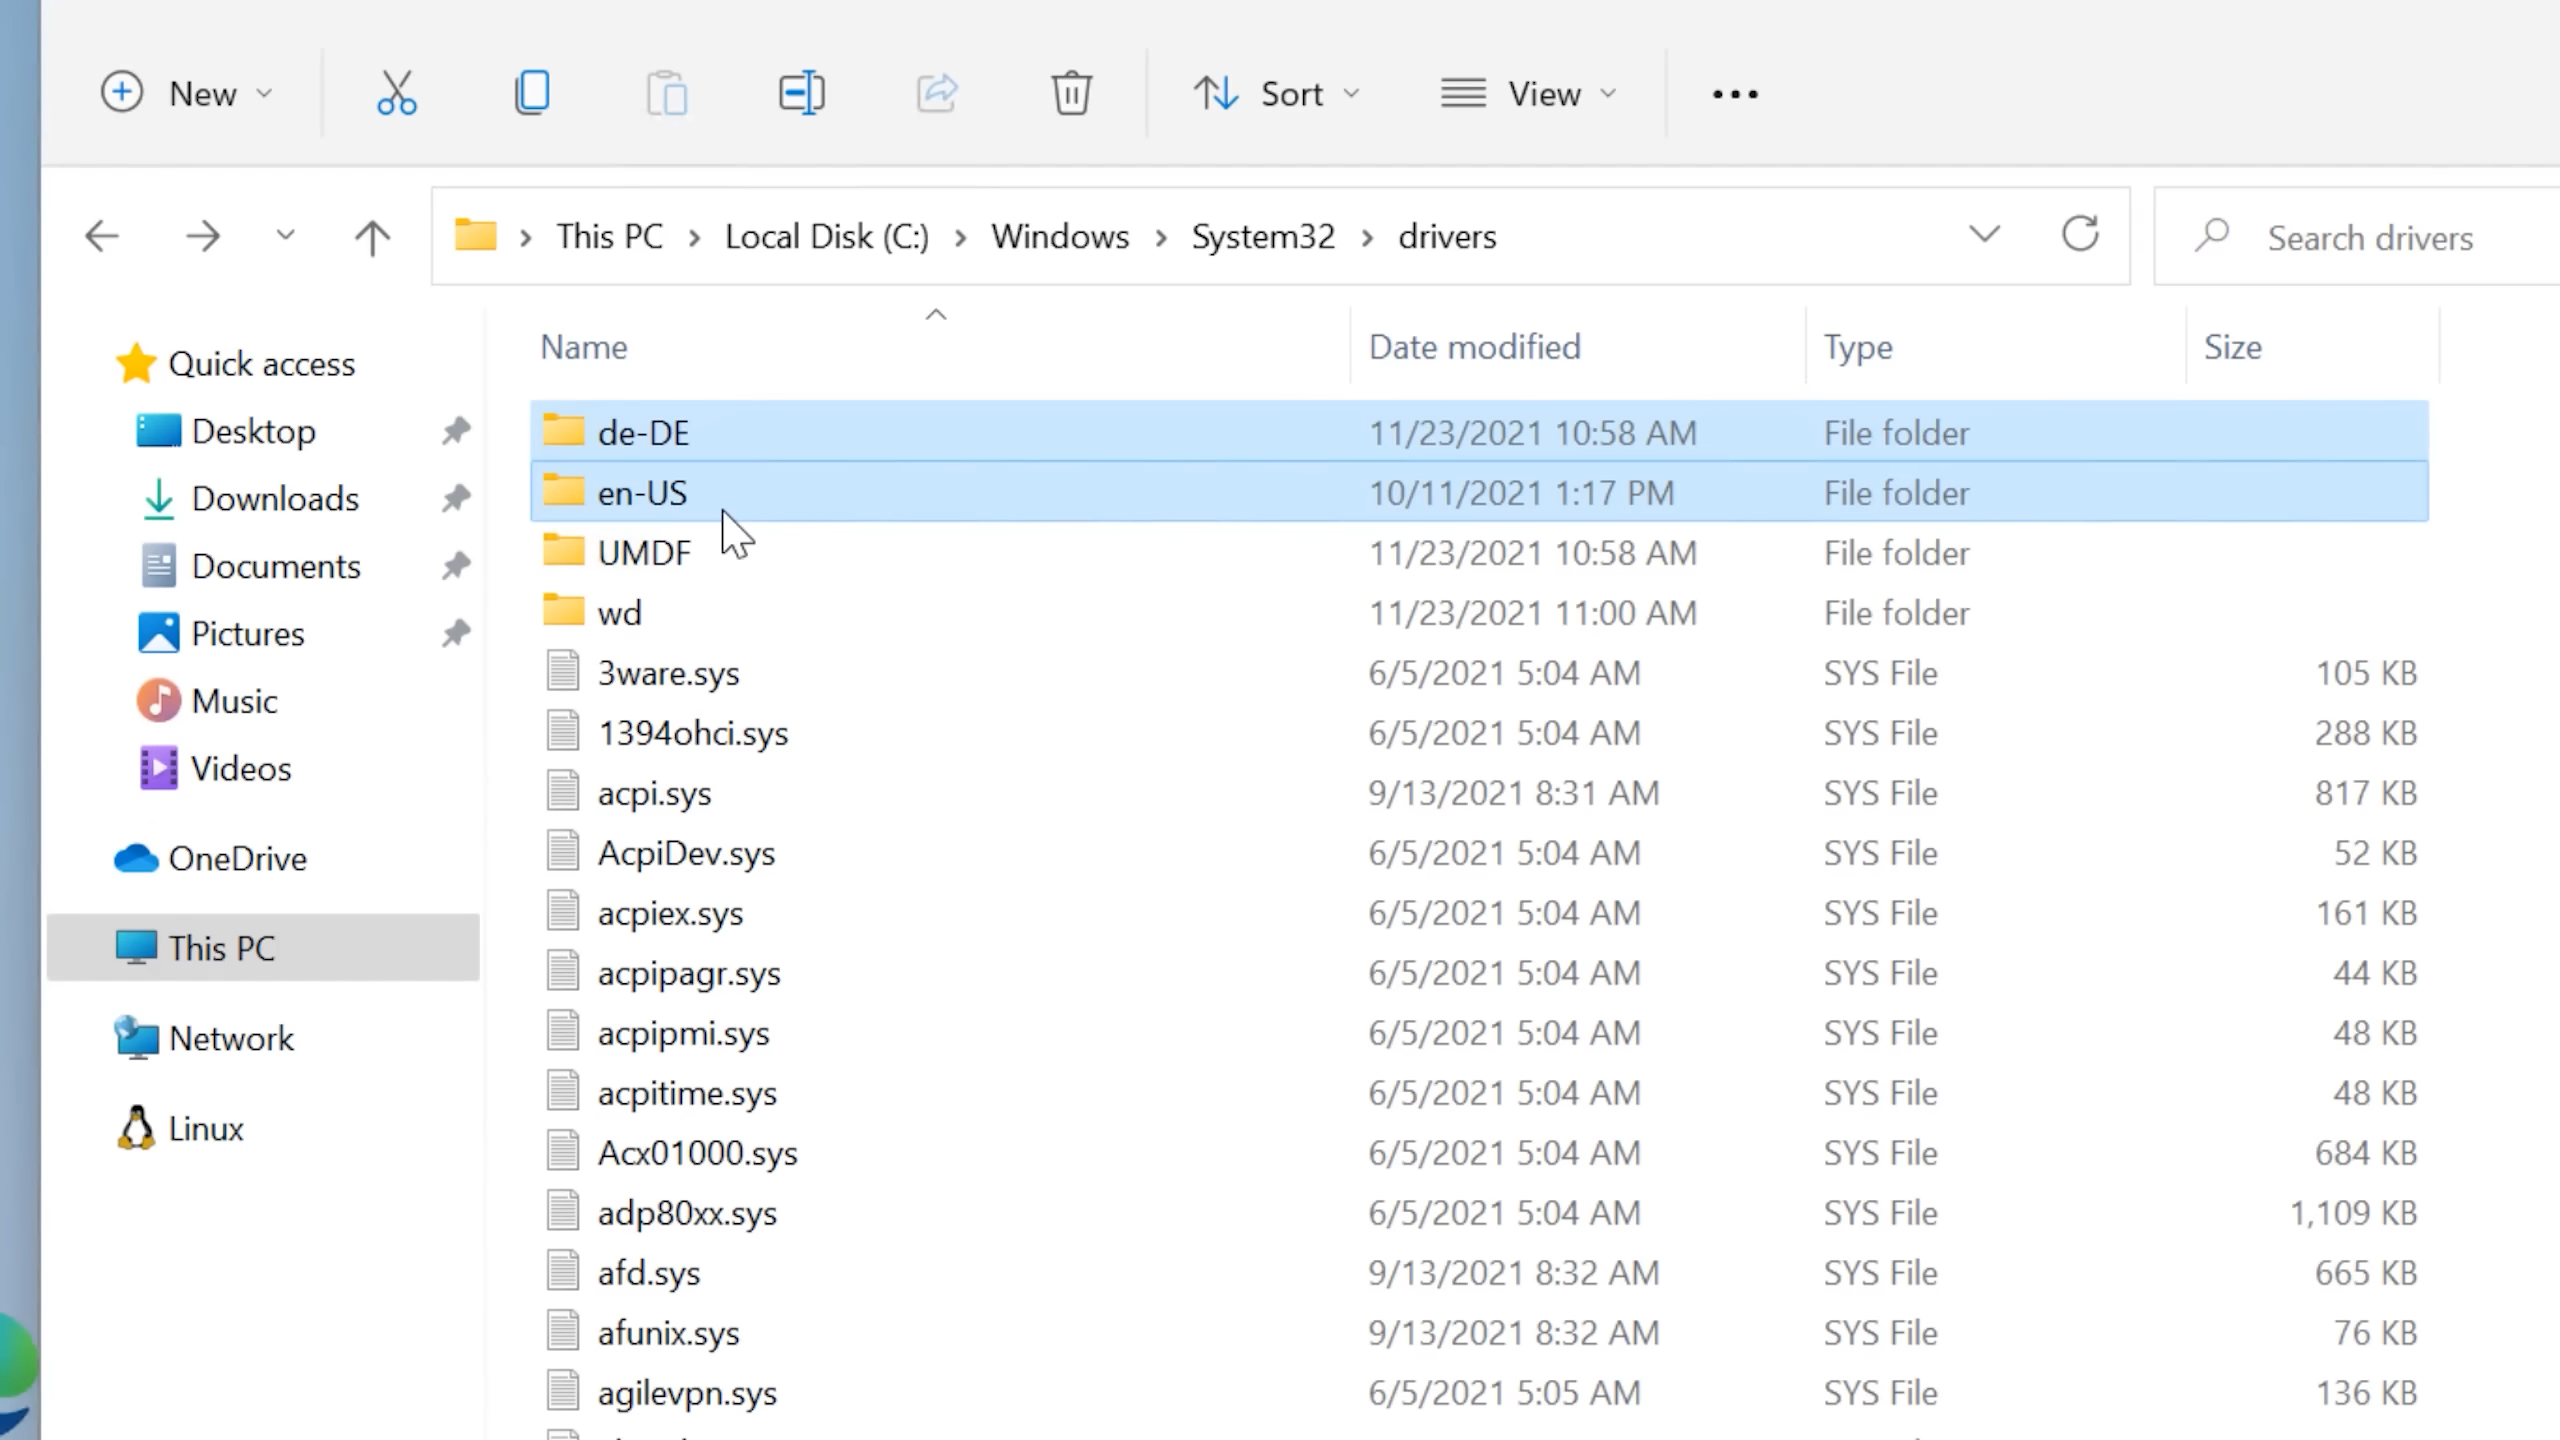 New
Sort
View
This PC
Local Disk (C:)
Windows
System32
drivers
Search drivers
Quick access
Desktop
Downloads
Documents
Pictures
Music
Videos
OneDrive
This PC
Network
Linux
Name Date modified Type Size
de-DE 11/23/2021 10:58 AM File folder
en-US 10/11/2021 1:17 PM File folder
UMDF 11/23/2021 10:58 AM File folder
wd 11/23/2021 11:00 AM File folder
3ware.sys 6/5/2021 5:04 AM SYS File 105 KB
1394ohci.sys 6/5/2021 5:04 AM SYS File 288 KB
acpi.sys 9/13/2021 8:31 AM SYS File 817 KB
AcpiDev.sys 6/5/2021 5:04 AM SYS File 52 KB
acpiex.sys 6/5/2021 5:04 AM SYS File 161 KB
acpipagr.sys 6/5/2021 5:04 AM SYS File 44 KB
acpipmi.sys 6/5/2021 5:04 AM SYS File 48 KB
acpitime.sys 6/5/2021 5:04 AM SYS File 48 KB
Acx01000.sys 6/5/2021 5:04 AM SYS File 684 KB
adp80xx.sys 6/5/2021 5:04 AM SYS File 1,109 KB
afd.sys 9/13/2021 8:32 AM SYS File 665 KB
afunix.sys 9/13/2021 8:32 AM SYS File 76 KB
agilevpn.sys 6/5/2021 5:05 AM SYS File 136 KB